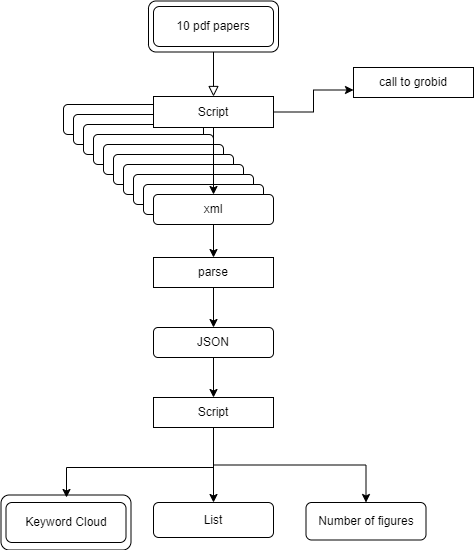 10 pdf papers
call to grobid
Script
xml
parse
JSON
Script
Keyword Cloud
List
Number of figures